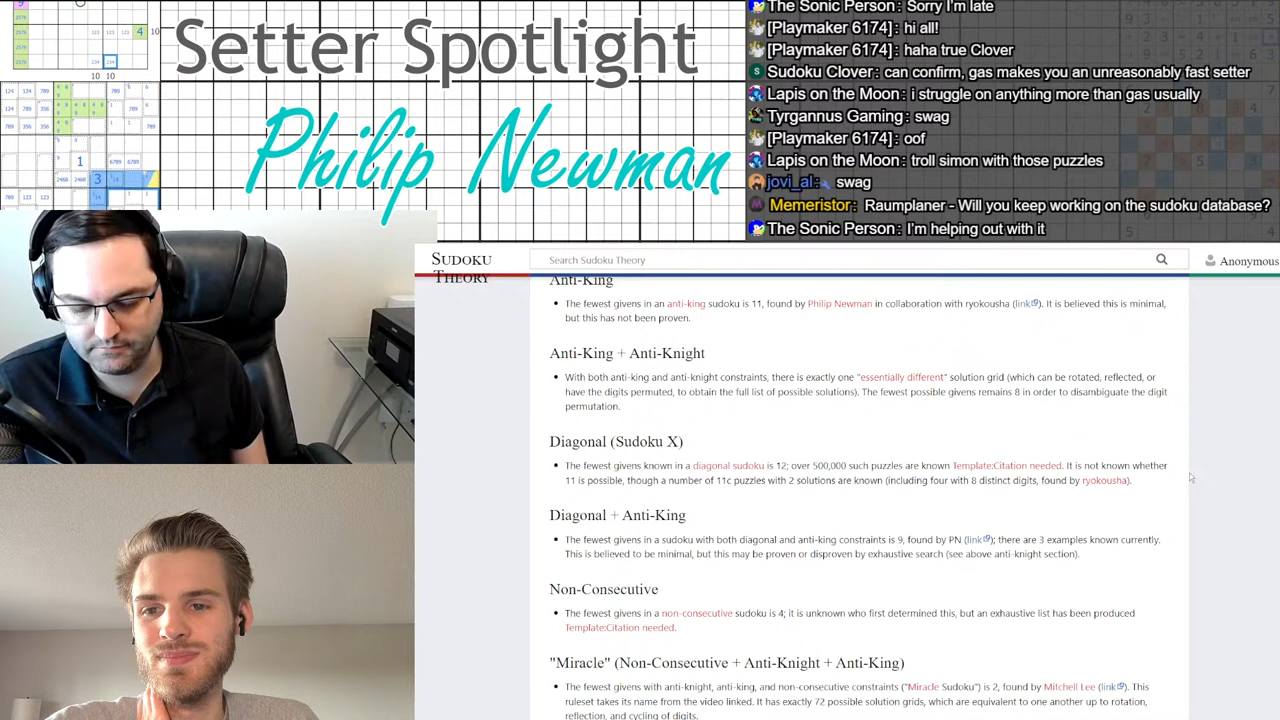 Setter Spotlight
Philip Newman
The Sonic Person: Sorry I'm late
[Playmaker 6174]: hi all!
[Playmaker 6174]: haha true Clover
Sudoku Clover: can confirm, gas makes you an unreasonably fast setter
Lapis on the Moon: i struggle on anything more than gas usually
Tyrgannus Gaming: swag
[Playmaker 6174]: oof
Lapis on the Moon: troll simon with those puzzles
jovi_al: swag
Memeristor: Raumplaner - Will you keep working on the sudoku database?
The Sonic Person: I'm helping out with it
Sudoku
Theory
Search Sudoku Theory
Anonymous
Anti-King
• The fewest givens in an anti-king sudoku is 11, found by Philip Newman in collaboration with ryokousha (link). It is believed this is minimal,
but this has not been proven.
Anti-King + Anti-Knight
• With both anti-king and anti-knight constraints, there is exactly one "essentially different" solution grid (which can be rotated, reflected, or
have the digits permuted, to obtain the full list of possible solutions). The fewest possible givens remains 8 in order to disambiguate the digit
permutation.
Diagonal (Sudoku X)
• The fewest givens known in a diagonal sudoku is 12; over 500,000 such puzzles are known Template:Citation needed. It is not known whether
11 is possible, though a number of 11c puzzles with 2 solutions are known (including four with 8 distinct digits, found by ryokousha).
Diagonal + Anti-King
• The fewest givens in a sudoku with both diagonal and anti-king constraints is 9, found by PN (link); there are 3 examples known currently.
This is believed to be minimal, but this may be proven or disproven by exhaustive search (see above anti-knight section).
Non-Consecutive
• The fewest givens in a non-consecutive sudoku is 4; it is unknown who first determined this, but an exhaustive list has been produced
Template:Citation needed.
"Miracle" (Non-Consecutive + Anti-Knight + Anti-King)
• The fewest givens with anti-knight, anti-king, and non-consecutive constraints ("Miracle Sudoku") is 2, found by Mitchell Lee (link). This
ruleset takes its name from the video linked. It has exactly 72 possible solution grids, which are equivalent to one another up to rotation,
reflection, and cycling of digits.